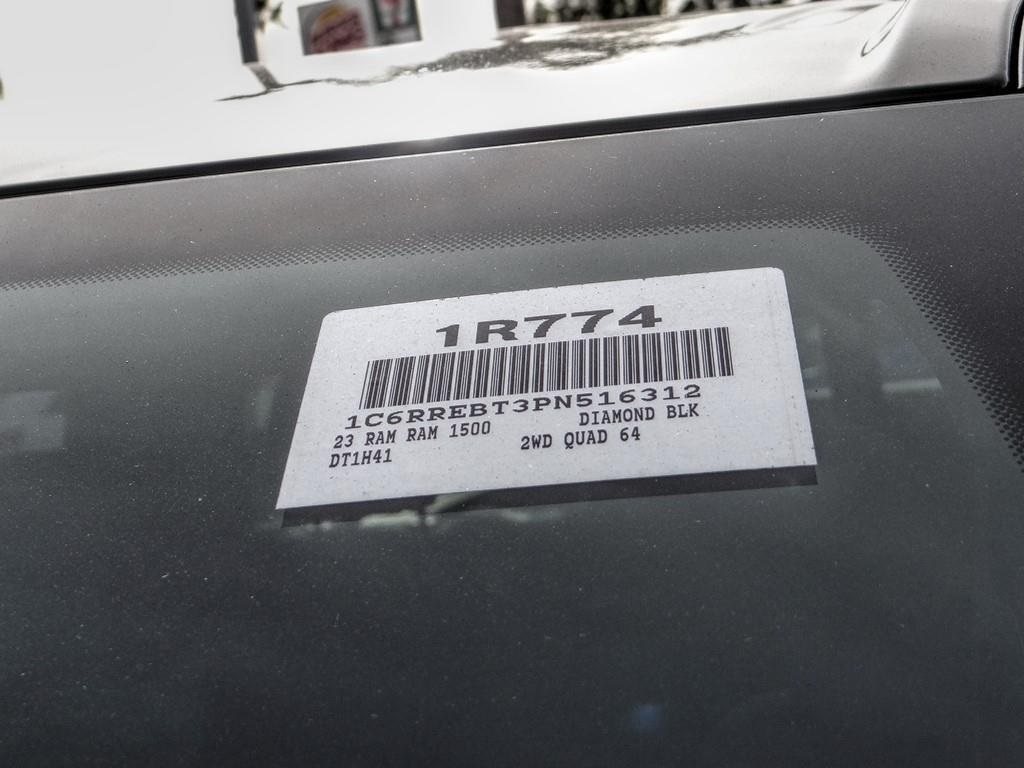 1R774
1C6RREBT3PN516312
23 RAM RAM 1500 DIAMOND BLK
DT1H41 2WD QUAD 64